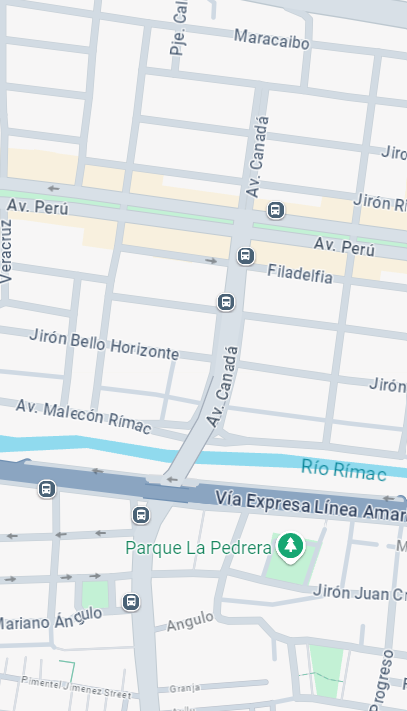 Pje. Cal
Maracaibo
Av. Canadá
Jiro
Jirón Ri
Av. Perú
Av. Perú
Veracruz
Filadelfia
Jirón Bello Horizonte
Av. Canadá
Jirón
Av. Malecón Rímac
Río Rímac
Vía Expresa Línea Amar
Parque La Pedrera
M
Jirón Juan Cr
Mariano Ángulo
Angulo
Pimentel Jimenez Street
Granja
Progreso